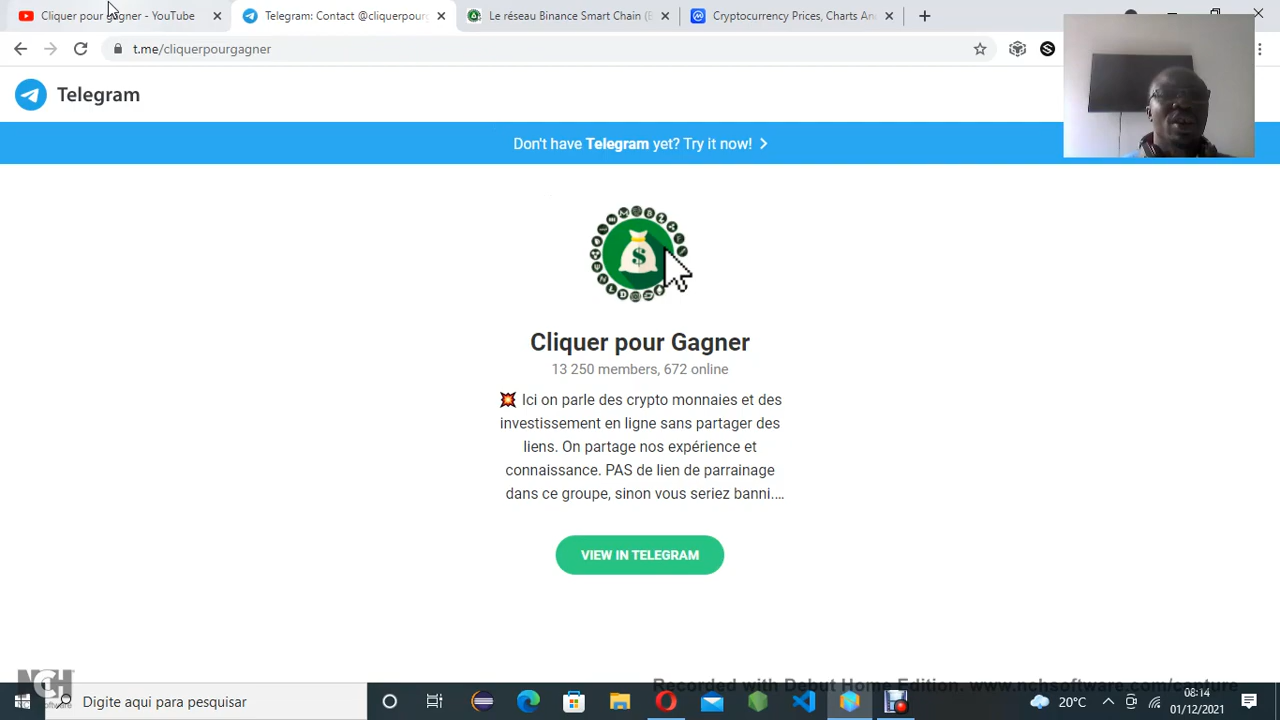 Cliquer pour gagner - YouTube
Telegram: Contact @cliquerpourg
Le réseau Binance Smart Chain (B
Cryptocurrency Prices, Charts An
t.me/cliquerpourgagner
Telegram
Don't have Telegram yet? Try it now!
Cliquer pour Gagner
13 250 members, 672 online
Ici on parle des crypto monnaies et des
investissement en ligne sans partager des
liens. On partage nos expérience et
connaissance. PAS de lien de parrainage
dans ce groupe, sinon vous seriez banni....
VIEW IN TELEGRAM
NCH
Software
Recorded with Debut Home Edition. www.nchsoftware.com/capture
Digite aqui para pesquisar
20°C
08:14
01/12/2021